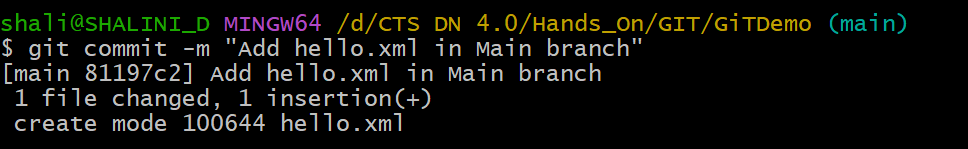 shali@SHALINI_D MINGW64 /d/CTS DN 4.0/Hands_On/GIT/GiTDemo (main)
$ git commit -m "Add hello.xml in Main branch"
[main 81197c2] Add hello.xml in Main branch
 1 file changed, 1 insertion(+)
 create mode 100644 hello.xml